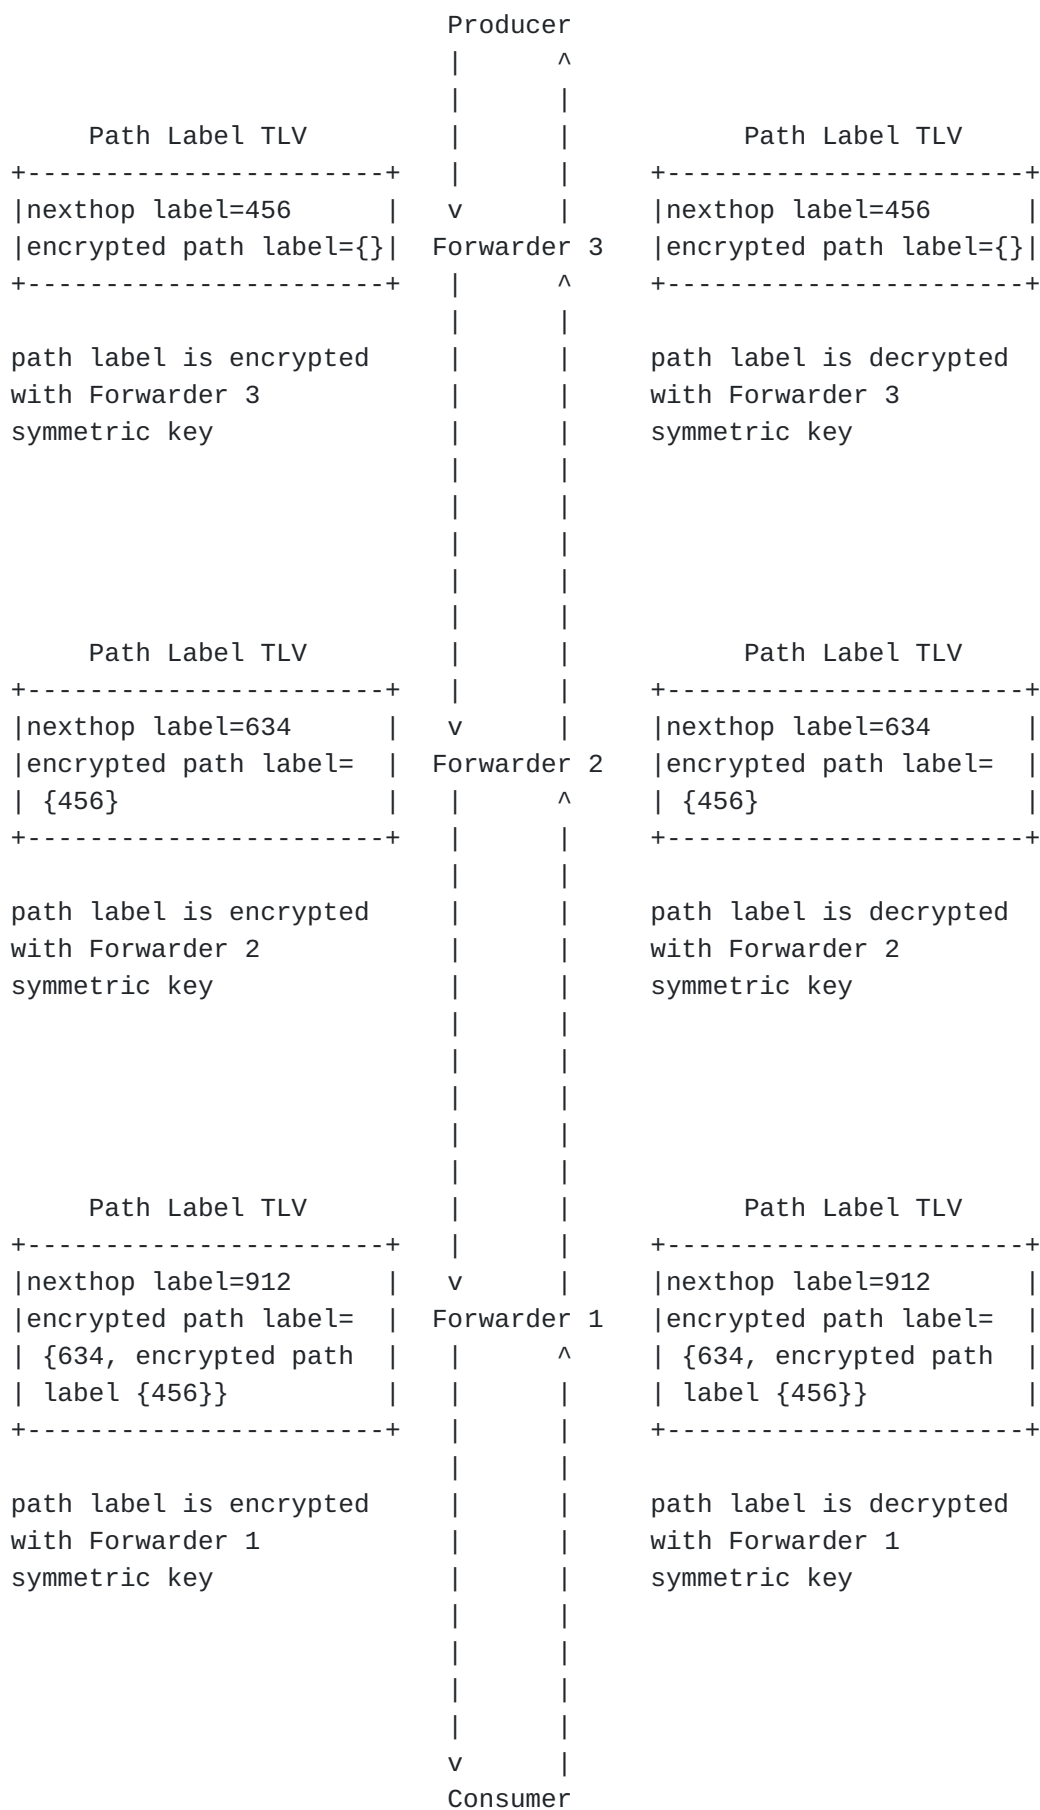 Producer
                            |      ^
                            |      |
     Path Label TLV         |      |           Path Label TLV
+-----------------------+   |      |     +-----------------------+
|nexthop label=456      |   v      |     |nexthop label=456      |
|encrypted path label={}|  Forwarder 3   |encrypted path label={}|
+-----------------------+   |      ^     +-----------------------+
                            |      |
path label is encrypted     |      |     path label is decrypted
with Forwarder 3            |      |     with Forwarder 3
symmetric key               |      |     symmetric key
                            |      |
                            |      |
                            |      |
                            |      |
                            |      |
     Path Label TLV         |      |           Path Label TLV
+-----------------------+   |      |     +-----------------------+
|nexthop label=634      |   v      |     |nexthop label=634      |
|encrypted path label=  |  Forwarder 2   |encrypted path label=  |
| {456}                 |   |      ^     | {456}                 |
+-----------------------+   |      |     +-----------------------+
                            |      |
path label is encrypted     |      |     path label is decrypted
with Forwarder 2            |      |     with Forwarder 2
symmetric key               |      |     symmetric key
                            |      |
                            |      |
                            |      |
                            |      |
                            |      |
     Path Label TLV         |      |           Path Label TLV
+-----------------------+   |      |     +-----------------------+
|nexthop label=912      |   v      |     |nexthop label=912      |
|encrypted path label=  |  Forwarder 1   |encrypted path label=  |
| {634, encrypted path  |   |      ^     | {634, encrypted path  |
| label {456}}          |   |      |     | label {456}}          |
+-----------------------+   |      |     +-----------------------+
                            |      |
path label is encrypted     |      |     path label is decrypted
with Forwarder 1            |      |     with Forwarder 1
symmetric key               |      |     symmetric key
                            |      |
                            |      |
                            |      |
                            |      |
                            v      |
                            Consumer